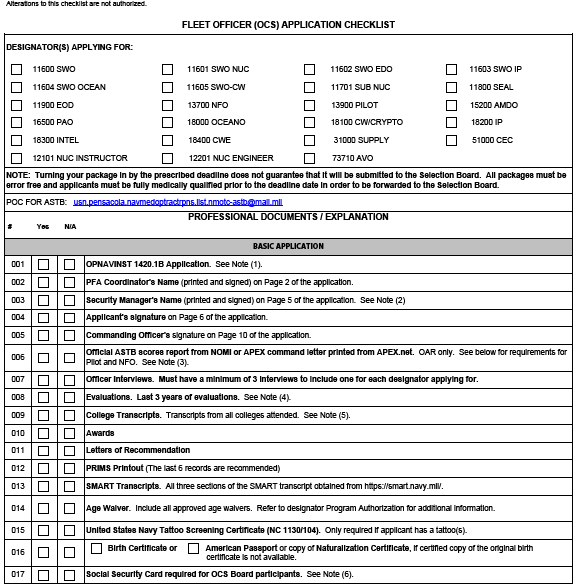 Alterations to this checklist are not authorized.
FLEET OFFICER (OCS) APPLICATION CHECKLIST
DESIGNATOR(S) APPLYING FOR:
11600 SWO 11601 SWO NUC 11602 SWO EDO 11603 SWO IP
11604 SWO OCEAN 11605 SWO-CW 11701 SUB NUC 11800 SEAL
11900 EOD 13700 NFO 13900 PILOT 15200 AMDO
16500 PAO 18000 OCEANO 18100 CW/CRYPTO 18200 IP
18300 INTEL 18400 CWE 31000 SUPPLY 51000 CEC
12101 NUC INSTRUCTOR 12201 NUC ENGINEER 73710 AVO
NOTE: Turning your package in by the prescribed deadline does not guarantee that it will be submitted to the Selection Board. All packages must be
error free and applicants must be fully medically qualified prior to the deadline date in order to be forwarded to the Selection Board.
POC FOR ASTB: usn.pensacola.navmedoptractrpns.list.nmotc-astb@mail.mil
PROFESSIONAL DOCUMENTS / EXPLANATION
# Yes N/A
BASIC APPLICATION
001 OPNAVINST 1420.1B Application. See Note (1).
002 PFA Coordinator's Name (printed and signed) on Page 2 of the application.
003 Security Manager's Name (printed and signed) on Page 5 of the application. See Note (2)
004 Applicant's signature on Page 6 of the application.
005 Commanding Officer's signature on Page 10 of the application.
006 Official ASTB scores report from NOMI or APEX command letter printed from APEX.net. OAR only. See below for requirements for
Pilot and NFO. See Note (3).
007 Officer Interviews. Must have a minimum of 3 interviews to include one for each designator applying for.
008 Evaluations. Last 3 years of evaluations. See Note (4).
009 College Transcripts. Transcripts from all colleges attended. See Note (5).
010 Awards
011 Letters of Recommendation
012 PRIMS Printout (The last 6 records are recommended)
013 SMART Transcripts. All three sections of the SMART transcript obtained from https://smart.navy.mil/.
014 Age Waiver. Include all approved age waivers. Refer to designator Program Authorization for additional information.
015 United States Navy Tattoo Screening Certificate (NC 1130/104). Only required if applicant has a tattoo(s).
016 Birth Certificate or American Passport or copy of Naturalization Certificate, if certified copy of the original birth
certificate is not available.
017 Social Security Card required for OCS Board participants. See Note (6).